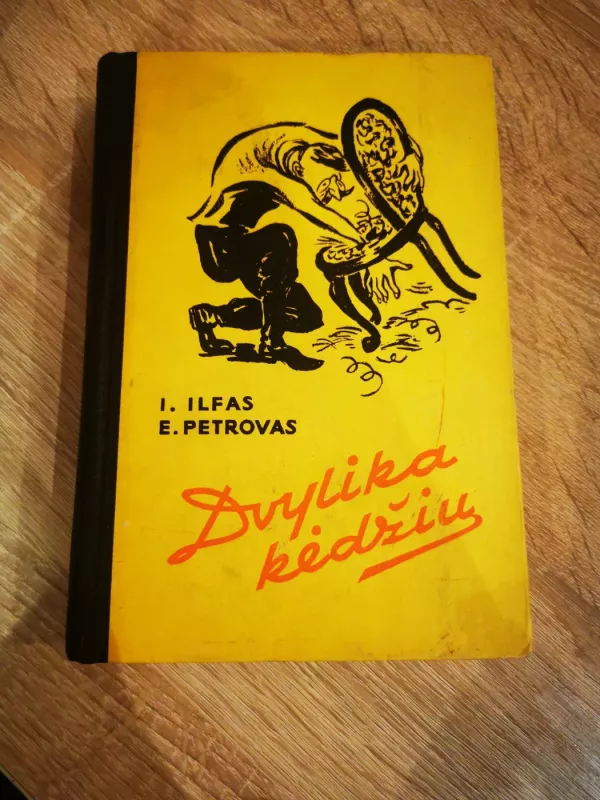 I. ILFAS
E. PETROVAS
Dvylika
kėdžių